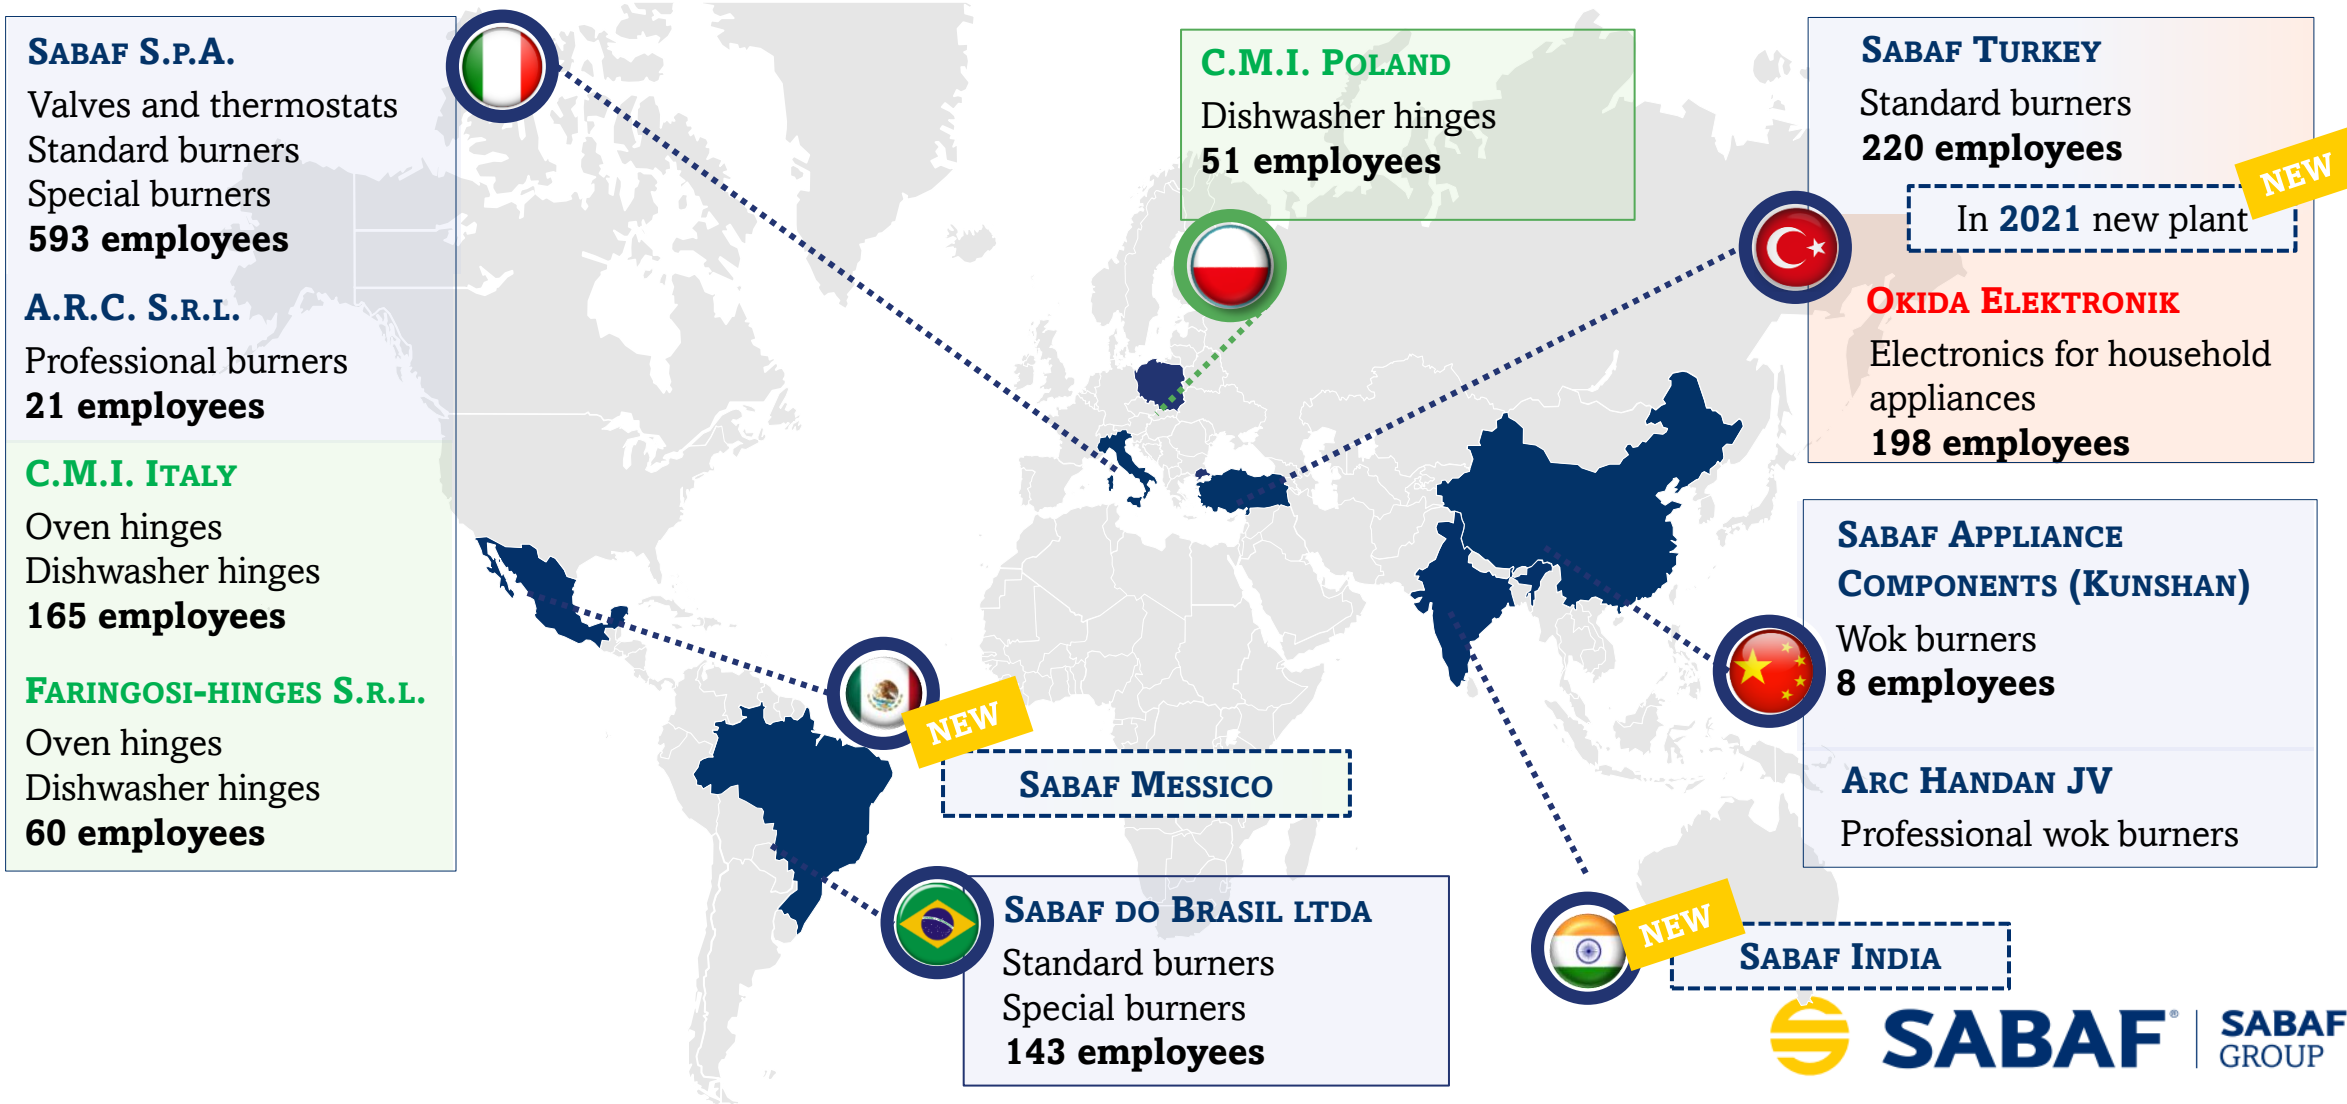 SABAF S.P.A.
Valves and thermostats
Standard burners
Special burners
593 employees
A.R.C. S.R.L.
Professional burners
21 employees
C.M.I. ITALY
Oven hinges
Dishwasher hinges
165 employees
FARINGOSI-HINGES S.R.L.
Oven hinges
Dishwasher hinges
60 employees
C.M.I. POLAND
Dishwasher hinges
51 employees
SABAF TURKEY
Standard burners
220 employees
NEW
In 2021 new plant
OKIDA ELEKTRONIK
Electronics for household
appliances
198 employees
SABAF APPLIANCE
COMPONENTS (KUNSHAN)
Wok burners
8 employees
ARC HANDAN JV
Professional wok burners
NEW
SABAF MESSICO
SABAF DO BRASIL LTDA
Standard burners
Special burners
143 employees
NEW
SABAF INDIA
SABAF®
SABAF
GROUP